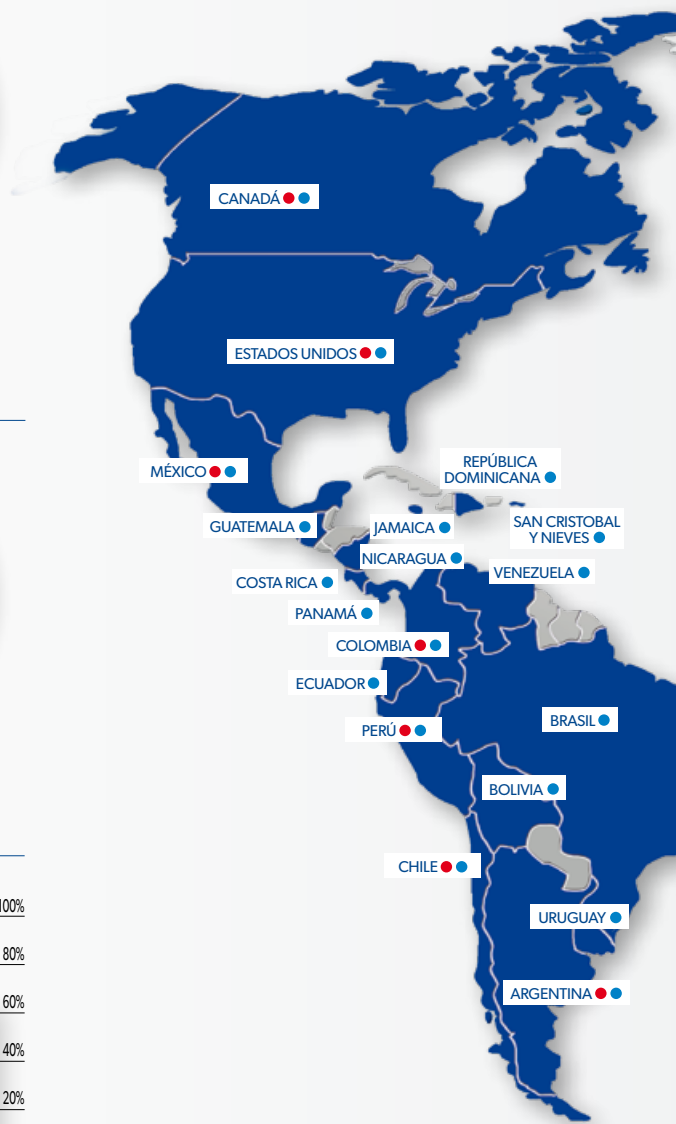 CANADÁ
ESTADOS UNIDOS
MÉXICO
REPÚBLICA
DOMINICANA
GUATEMALA
JAMAICA
SAN CRISTOBAL
Y NIEVES
NICARAGUA
VENEZUELA
COSTA RICA
PANAMÁ
COLOMBIA
ECUADOR
BRASIL
PERÚ
BOLIVIA
CHILE
100%
URUGUAY
80%
ARGENTINA
60%
40%
20%